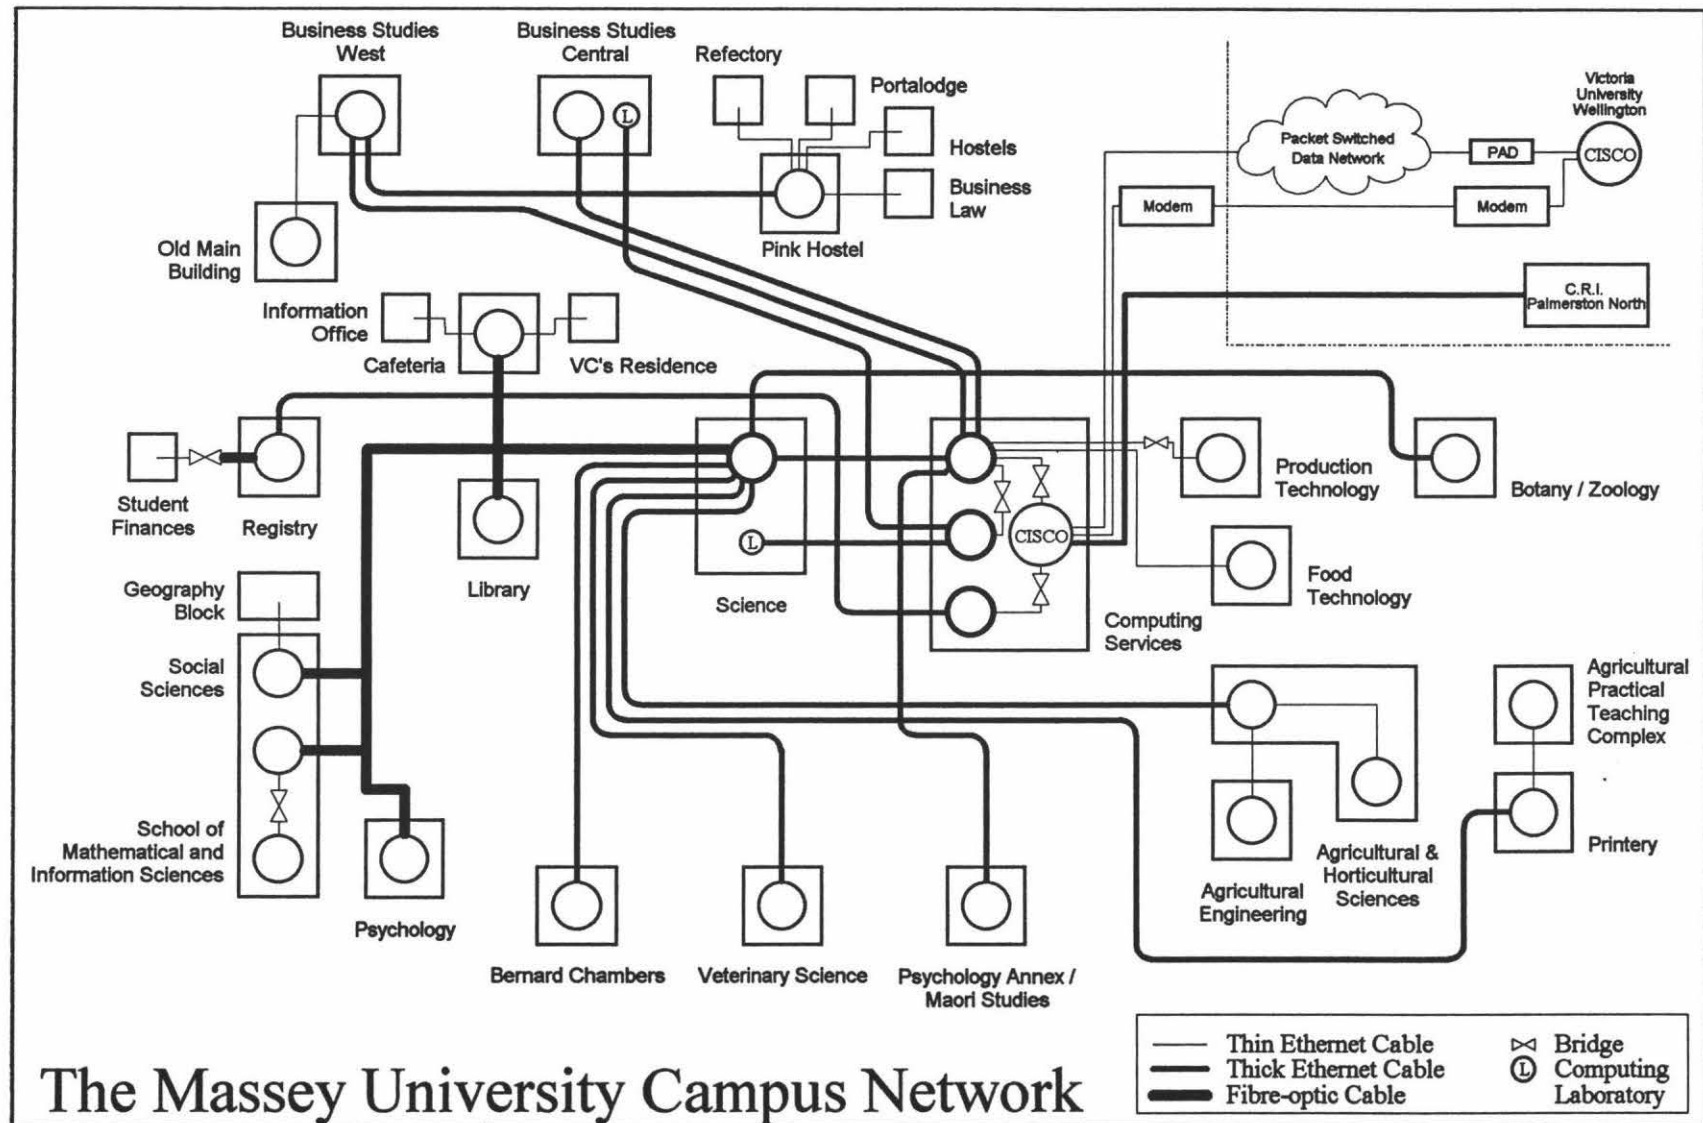 Business Studies
West
Business Studies
Central
Refectory
Portalodge
Hostels
Business
Law
Pink Hostel
L
Victoria
University
Wellington
Packet Switched
Data Network
PAD
CISCO
Modem
Modem
C.R.I.
Palmerston North
Old Main
Building
Information
Office
Cafeteria
VC's Residence
Student
Finances
Registry
Library
Science
L
CISCO
Computing
Services
Production
Technology
Botany / Zoology
Food
Technology
Geography
Block
Social
Sciences
School of
Mathematical and
Information Sciences
Psychology
Bernard Chambers
Veterinary Science
Psychology Annex /
Maori Studies
Agricultural
Engineering
Agricultural &
Horticultural
Sciences
Agricultural
Practical
Teaching
Complex
Printery
The Massey University Campus Network
Thin Ethernet Cable
Thick Ethernet Cable
Fibre-optic Cable
Bridge
L Computing
Laboratory